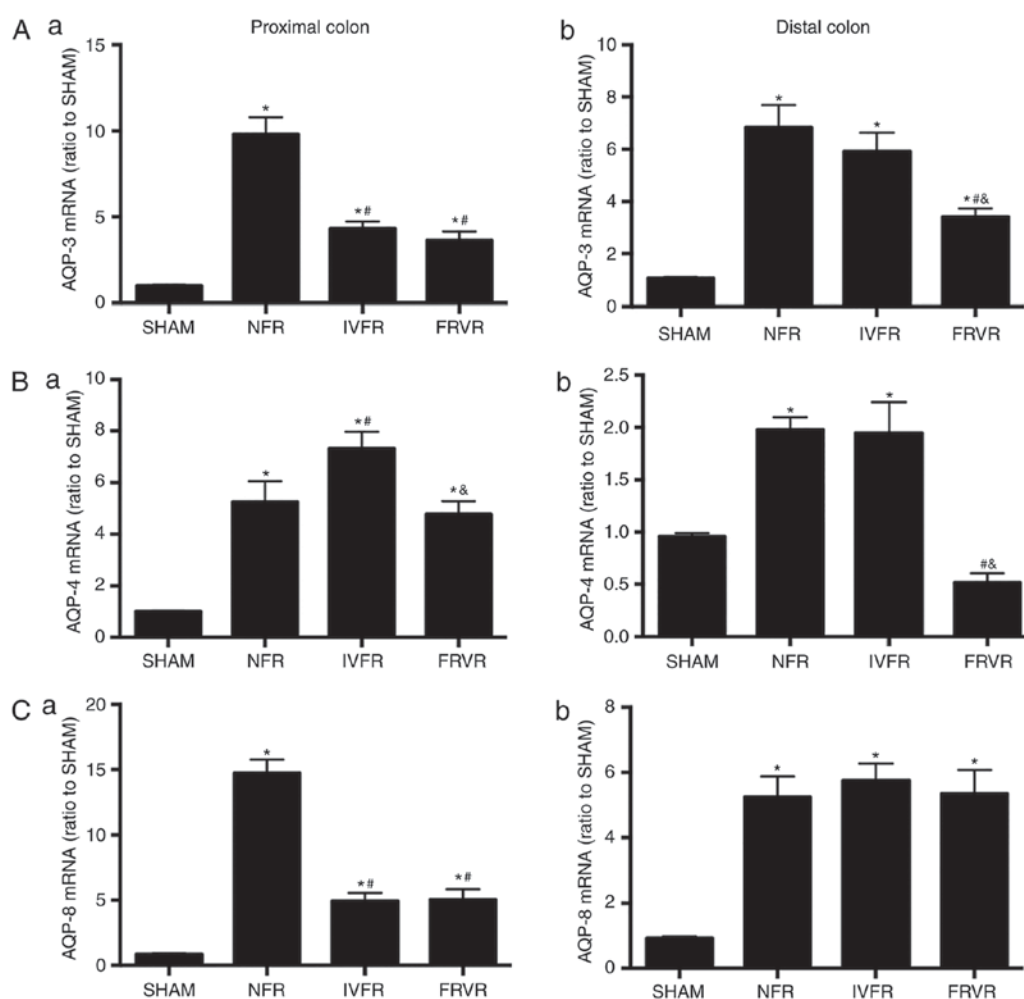 A a Proximal colon
AQP-3 mRNA (ratio to SHAM)
15
10
5
0
*
*#
*#
SHAM NFR IVFR FRVR
b Distal colon
AQP-3 mRNA (ratio to SHAM)
10
8
6
4
2
0
*
*
*#&
SHAM NFR IVFR FRVR
B a
AQP-4 mRNA (ratio to SHAM)
10
8
6
4
2
0
*
*#
*&
SHAM NFR IVFR FRVR
b
AQP-4 mRNA (ratio to SHAM)
2.5
2.0
1.5
1.0
0.5
0.0
*
*
#&
SHAM NFR IVFR FRVR
C a
AQP-8 mRNA (ratio to SHAM)
20
15
10
5
0
*
*#
*#
SHAM NFR IVFR FRVR
b
AQP-8 mRNA (ratio to SHAM)
8
6
4
2
0
*
*
*
SHAM NFR IVFR FRVR